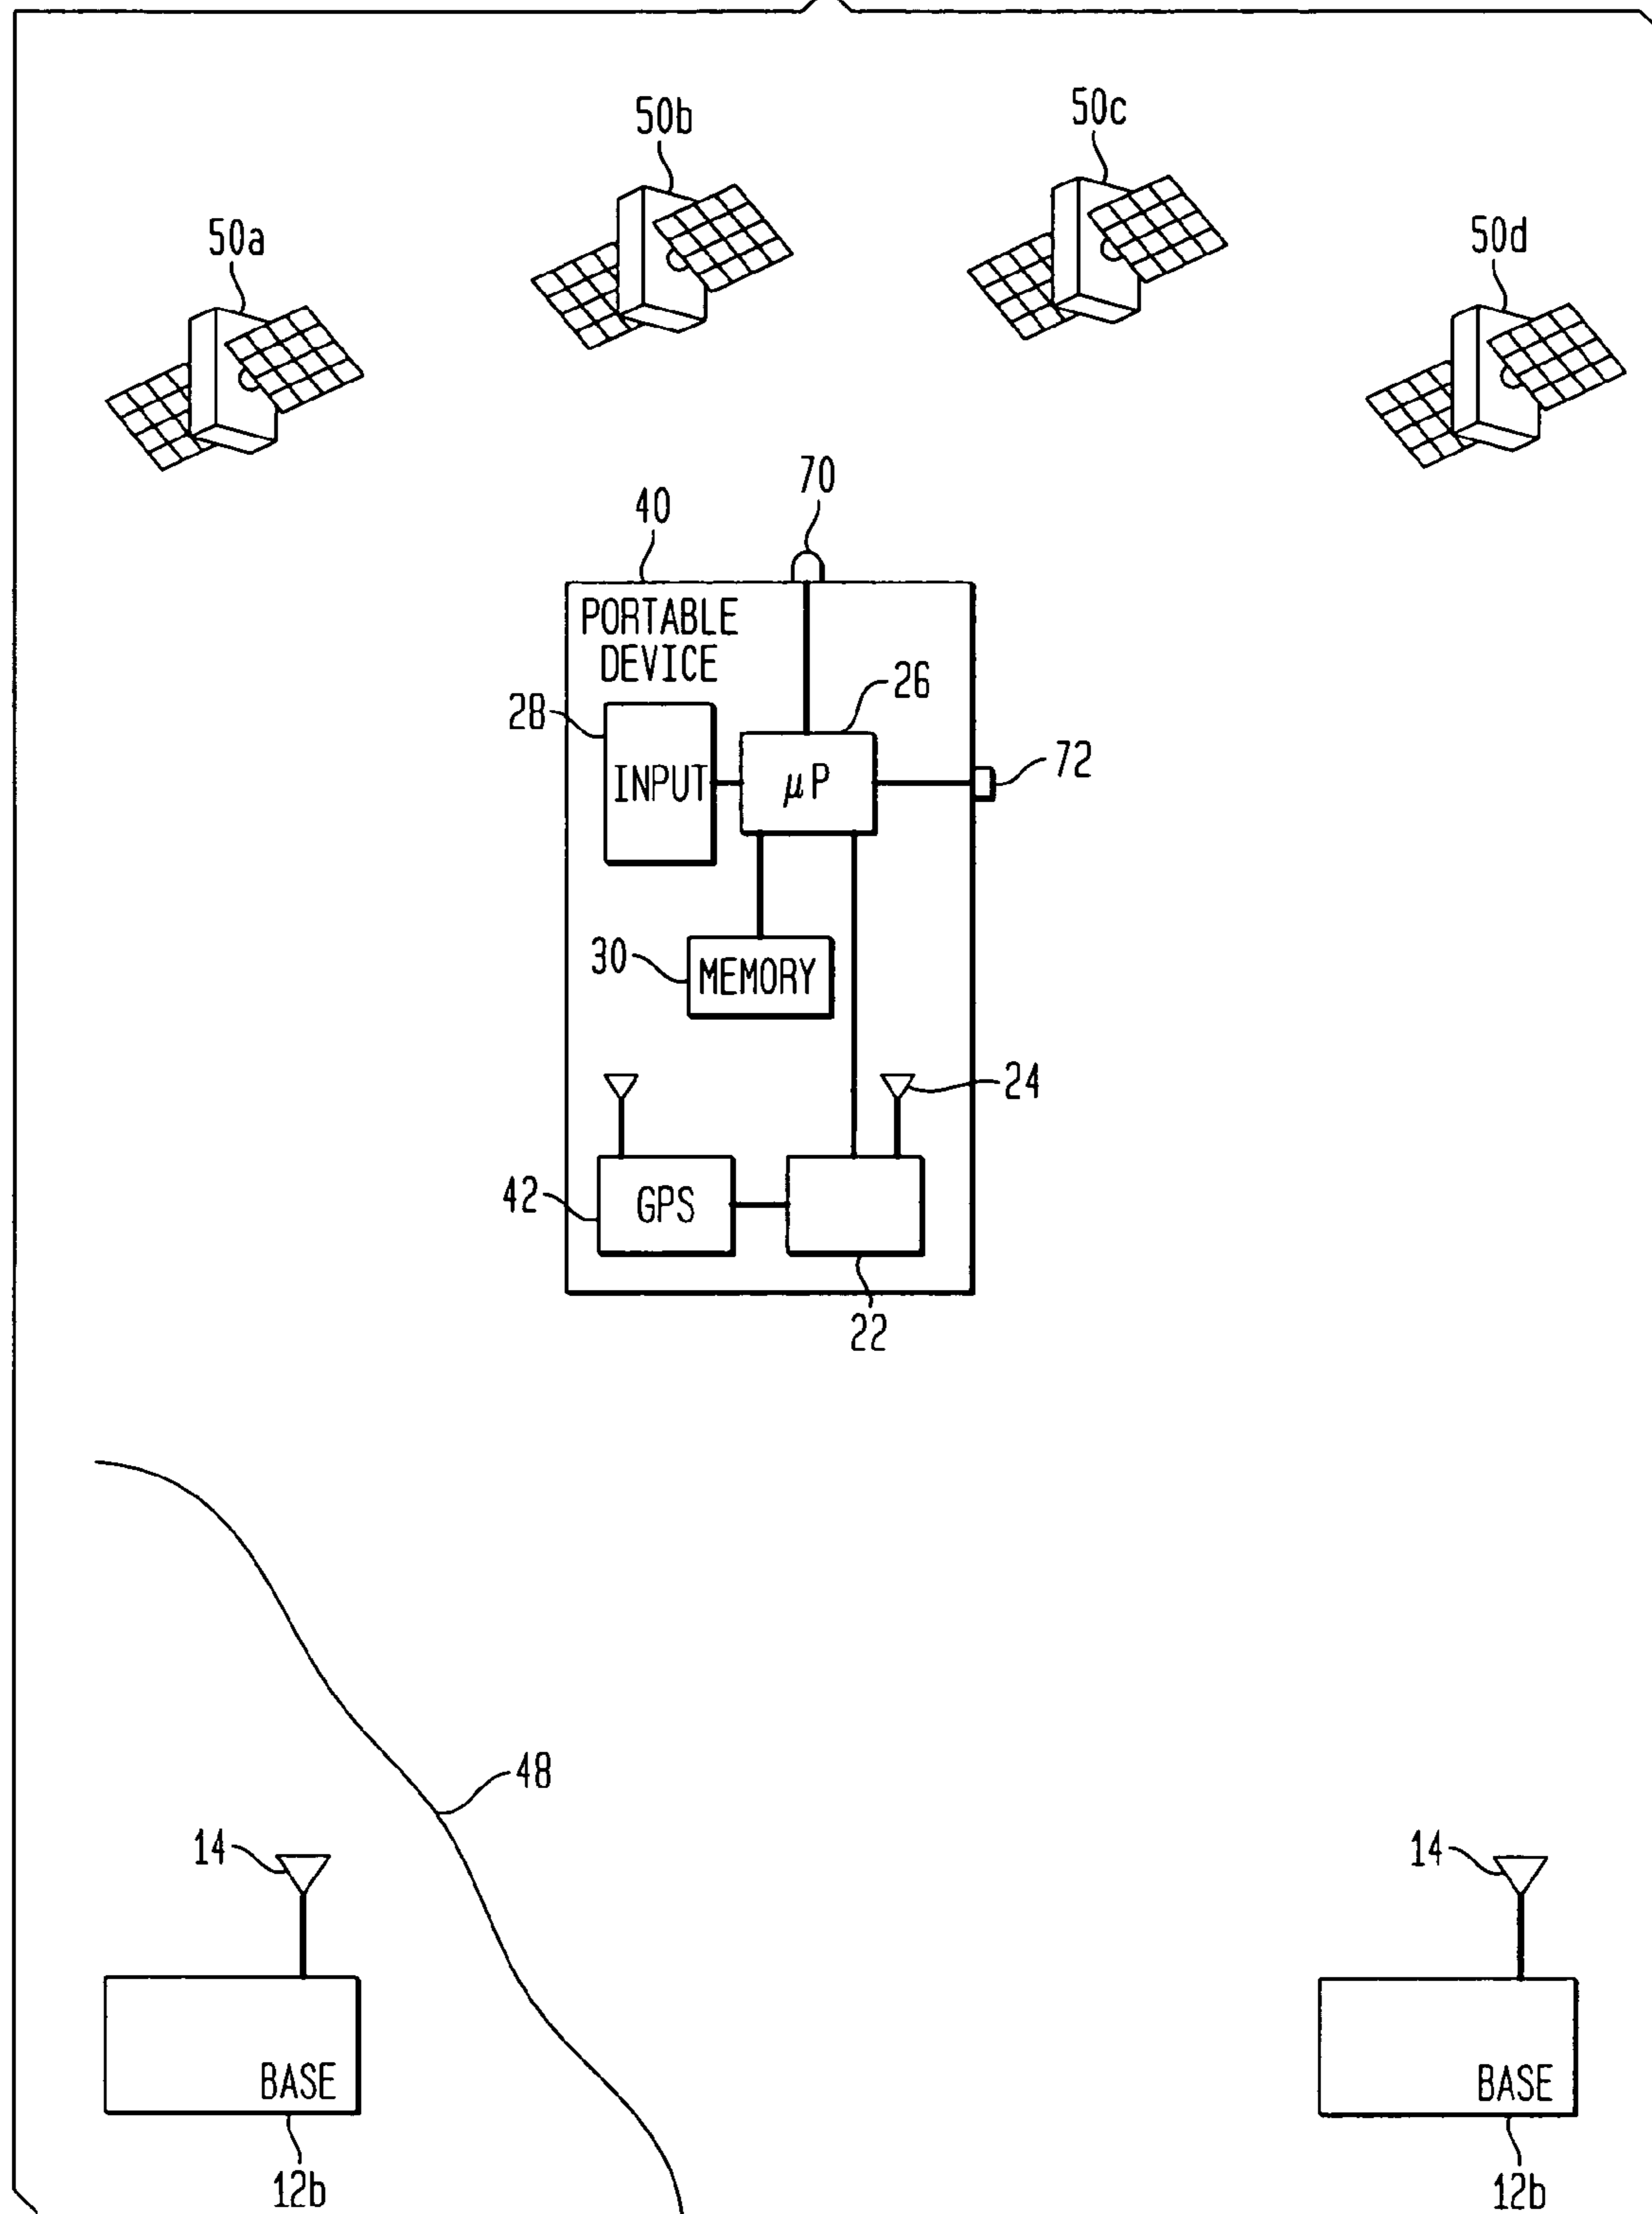 50b
50c
50a
50d
70
40
PORTABLE
DEVICE
26
28
INPUT
μP
72
30
MEMORY
24
42
GPS
22
48
14
14
BASE
BASE
12b
12b